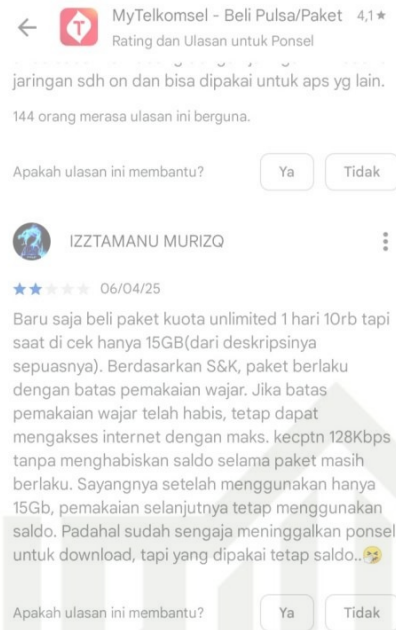 MyTelkomsel - Beli Pulsa/Paket 4,1★
Rating dan Ulasan untuk Ponsel
jaringan sdh on dan bisa dipakai untuk aps yg lain.
144 orang merasa ulasan ini berguna.
Apakah ulasan ini membantu? Ya Tidak
IZZTAMANU MURIZQ
06/04/25
Baru saja beli paket kuota unlimited 1 hari 10rb tapi
saat di cek hanya 15GB(dari deskripsinya
sepuasnya). Berdasarkan S&K, paket berlaku
dengan batas pemakaian wajar. Jika batas
pemakaian wajar telah habis, tetap dapat
mengakses internet dengan maks. kecptn 128Kbps
tanpa menghabiskan saldo selama paket masih
berlaku. Sayangnya setelah menggunakan hanya
15Gb, pemakaian selanjutnya tetap menggunakan
saldo. Padahal sudah sengaja meninggalkan ponsel
untuk download, tapi yang dipakai tetap saldo..🤧
Apakah ulasan ini membantu? Ya Tidak